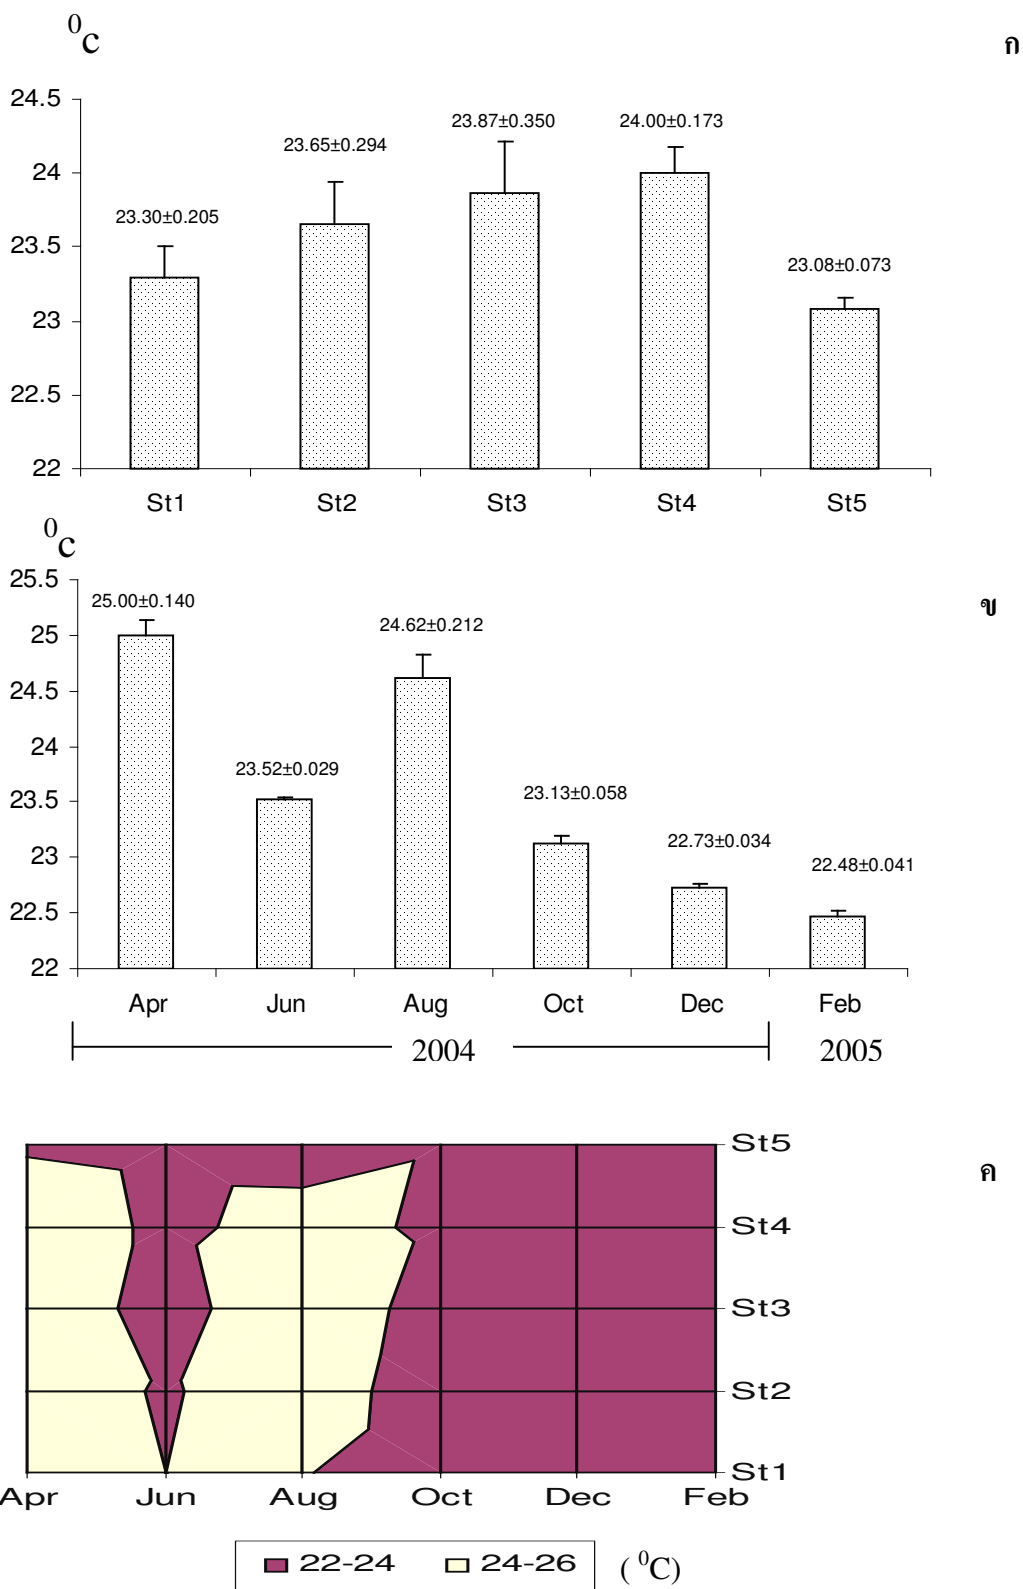 ⁰c
ก
24.5
24
23.5
23
22.5
22
23.30±0.205
23.65±0.294
23.87±0.350
24.00±0.173
23.08±0.073
St1 St2 St3 St4 St5
⁰c
ข
25.5
25
24.5
24
23.5
23
22.5
22
25.00±0.140
23.52±0.029
24.62±0.212
23.13±0.058
22.73±0.034
22.48±0.041
Apr Jun Aug Oct Dec Feb
2004 2005
ค
St5
St4
St3
St2
St1
Apr Jun Aug Oct Dec Feb
22-24 24-26 (⁰C)